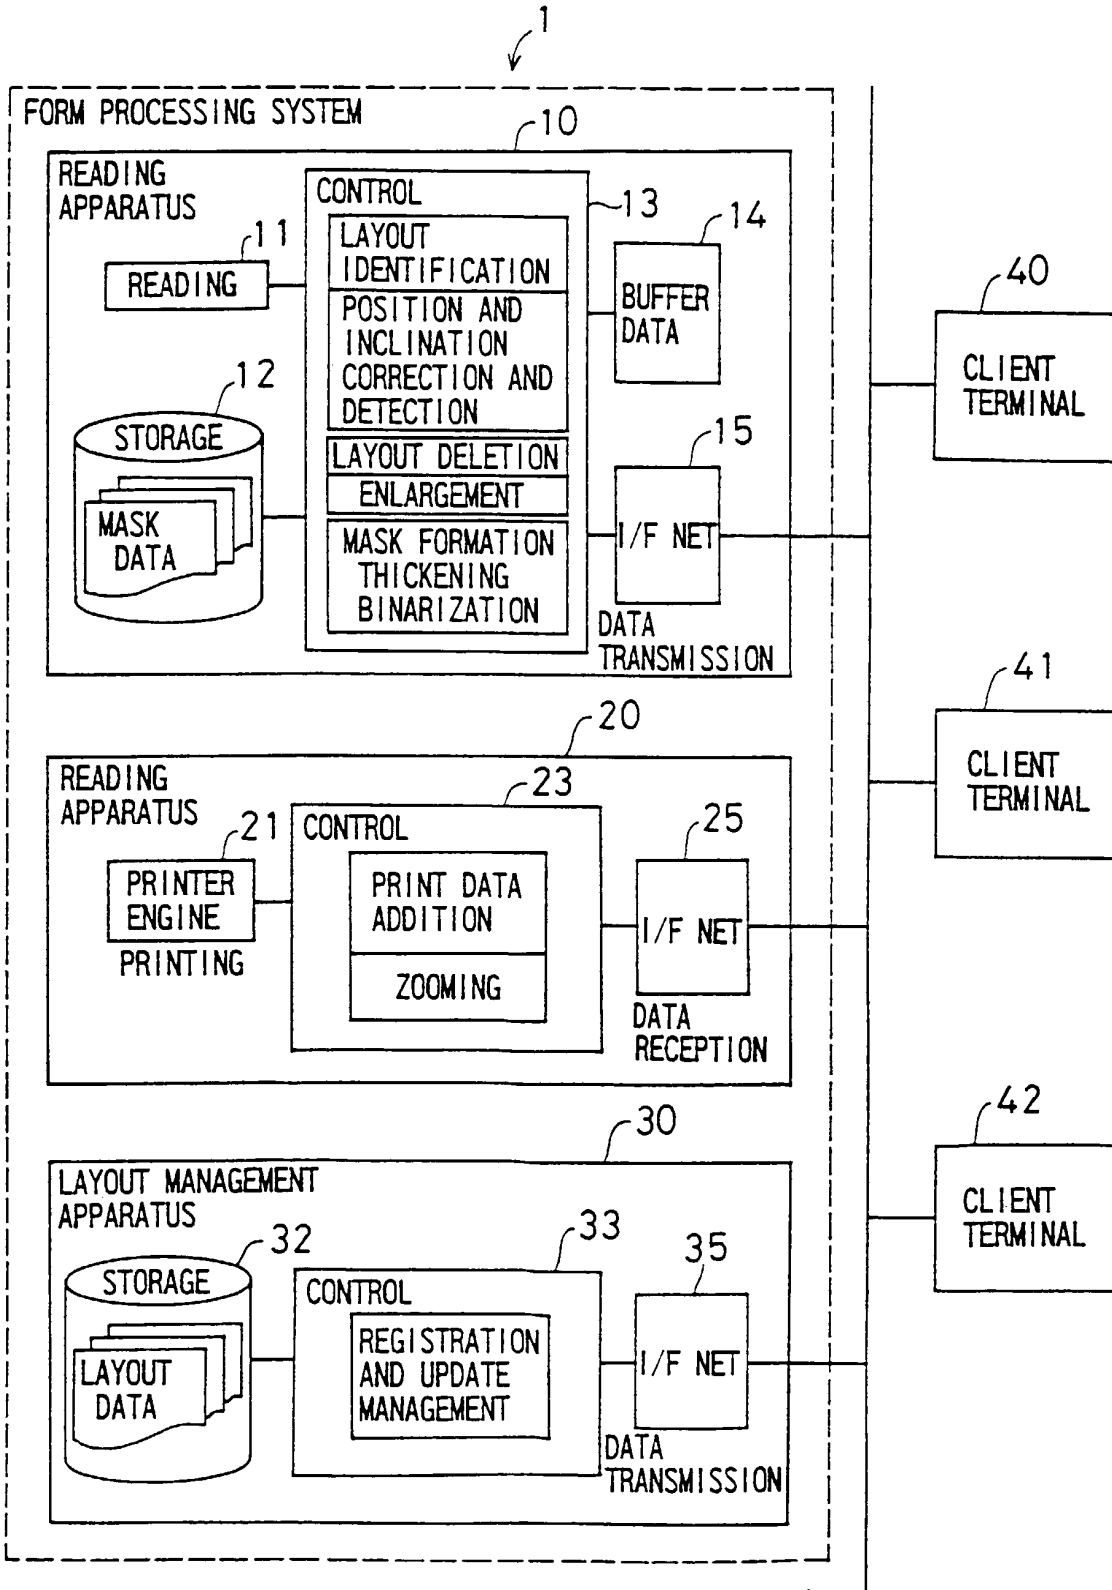 1
FORM PROCESSING SYSTEM
10
READING
APPARATUS
11
READING
12
STORAGE
MASK
DATA
CONTROL
13
LAYOUT
IDENTIFICATION
POSITION AND
INCLINATION
CORRECTION AND
DETECTION
LAYOUT DELETION
ENLARGEMENT
MASK FORMATION
THICKENING
BINARIZATION
14
BUFFER
DATA
15
I/F NET
DATA
TRANSMISSION
40
CLIENT
TERMINAL
20
READING
APPARATUS
21
PRINTER
ENGINE
PRINTING
23
CONTROL
PRINT DATA
ADDITION
ZOOMING
25
I/F NET
DATA
RECEPTION
41
CLIENT
TERMINAL
30
LAYOUT MANAGEMENT
APPARATUS
32
STORAGE
LAYOUT
DATA
33
CONTROL
REGISTRATION
AND UPDATE
MANAGEMENT
35
I/F NET
DATA
TRANSMISSION
42
CLIENT
TERMINAL